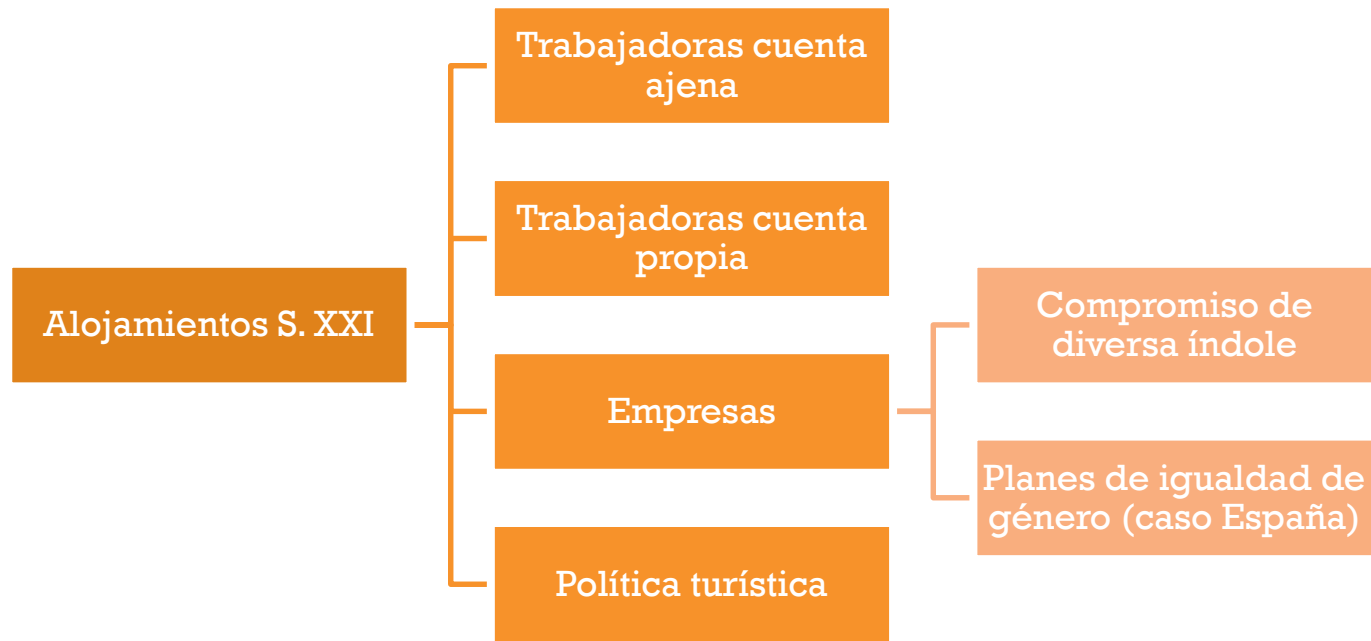 Trabajadoras cuenta
ajena
Trabajadoras cuenta
propia
Alojamientos S. XXI
Empresas
Compromiso de
diversa índole
Planes de igualdad de
género (caso España)
Política turística